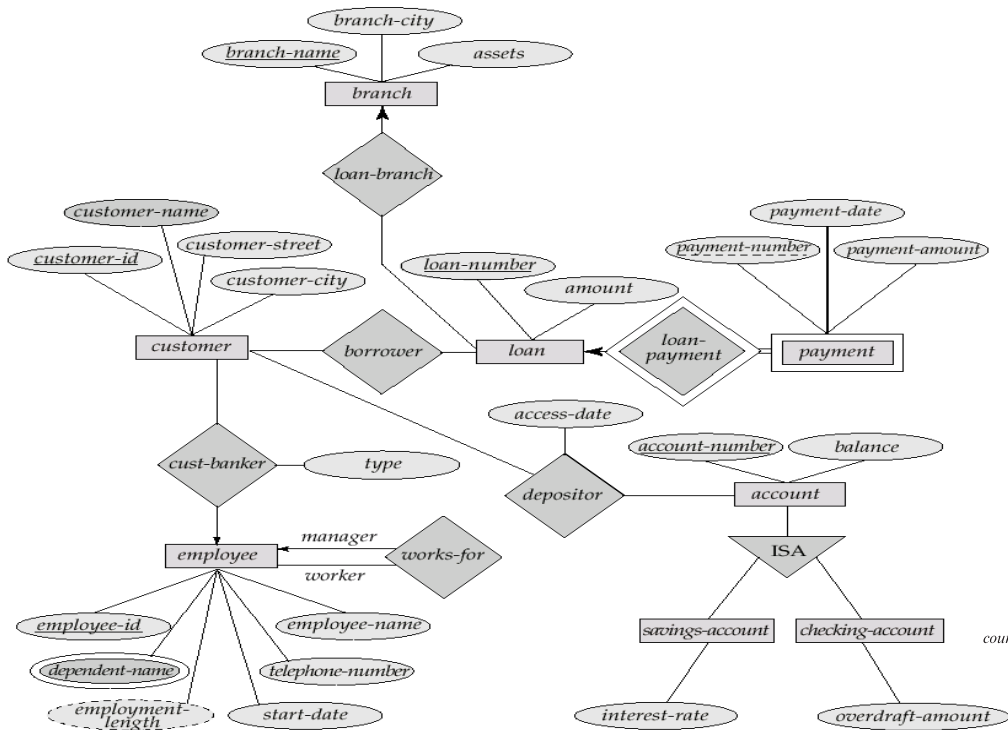 branch-city
branch-name
assets
branch
loan-branch
customer-name
customer-street
customer-id
customer-city
customer
borrower
loan-number
amount
loan
loan-
payment
payment-date
payment-number
payment-amount
payment
access-date
account-number
balance
cust-banker
type
depositor
account
manager
employee
works-for
worker
ISA
employee-id
employee-name
dependent-name
telephone-number
employment-
length
start-date
savings-account
checking-account
interest-rate
overdraft-amount